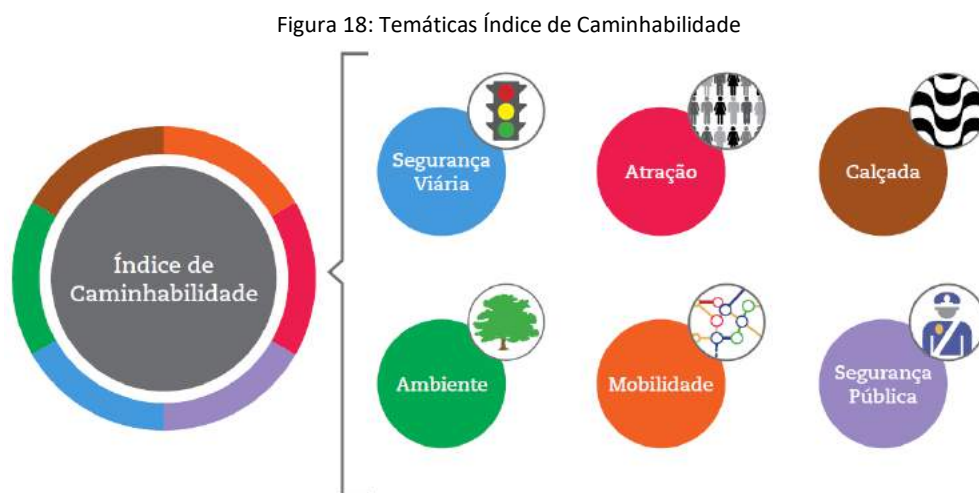 Figura 18: Temáticas Índice de Caminhabilidade
Índice de
Caminhabilidade
Segurança
Viária
Atração
Calçada
Ambiente
Mobilidade
Segurança
Pública